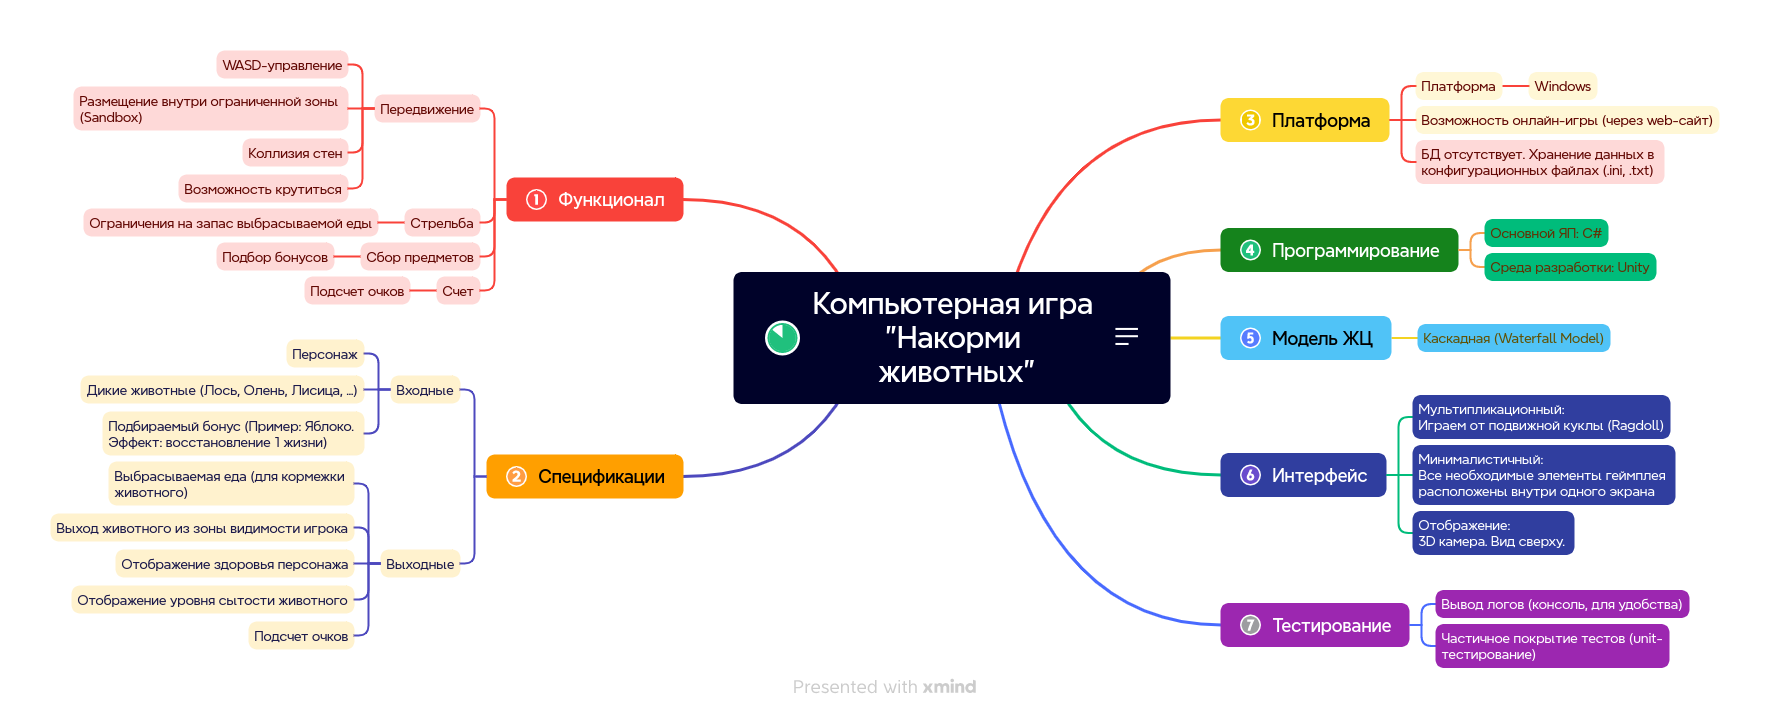 Компьютерная игра
"Накорми
животных"
1 Функционал
Передвижение
WASD-управление
Размещение внутри ограниченной зоны
(Sandbox)
Коллизия стен
Возможность крутиться
Стрельба
Ограничения на запас выбрасываемой еды
Сбор предметов
Подбор бонусов
Счет
Подсчет очков
2 Спецификации
Входные
Персонаж
Дикие животные (Лось, Олень, Лисица, ...)
Подбираемый бонус (Пример: Яблоко.
Эффект: восстановление 1 жизни)
Выходные
Выбрасываемая еда (для кормежки
животного)
Выход животного из зоны видимости игрока
Отображение здоровья персонажа
Отображение уровня сытости животного
Подсчет очков
3 Платформа
Платформа
Windows
Возможность онлайн-игры (через web-сайт)
БД отсутствует. Хранение данных в
конфигурационных файлах (.ini, .txt)
4 Программирование
Основной ЯП: C#
Среда разработки: Unity
5 Модель ЖЦ
Каскадная (Waterfall Model)
6 Интерфейс
Мультипликационный:
Играем от подвижной куклы (Ragdoll)
Минималистичный:
Все необходимые элементы геймплея
расположены внутри одного экрана
Отображение:
3D камера. Вид сверху.
7 Тестирование
Вывод логов (консоль, для удобства)
Частичное покрытие тестов (unit-
тестирование)
Presented with xmind